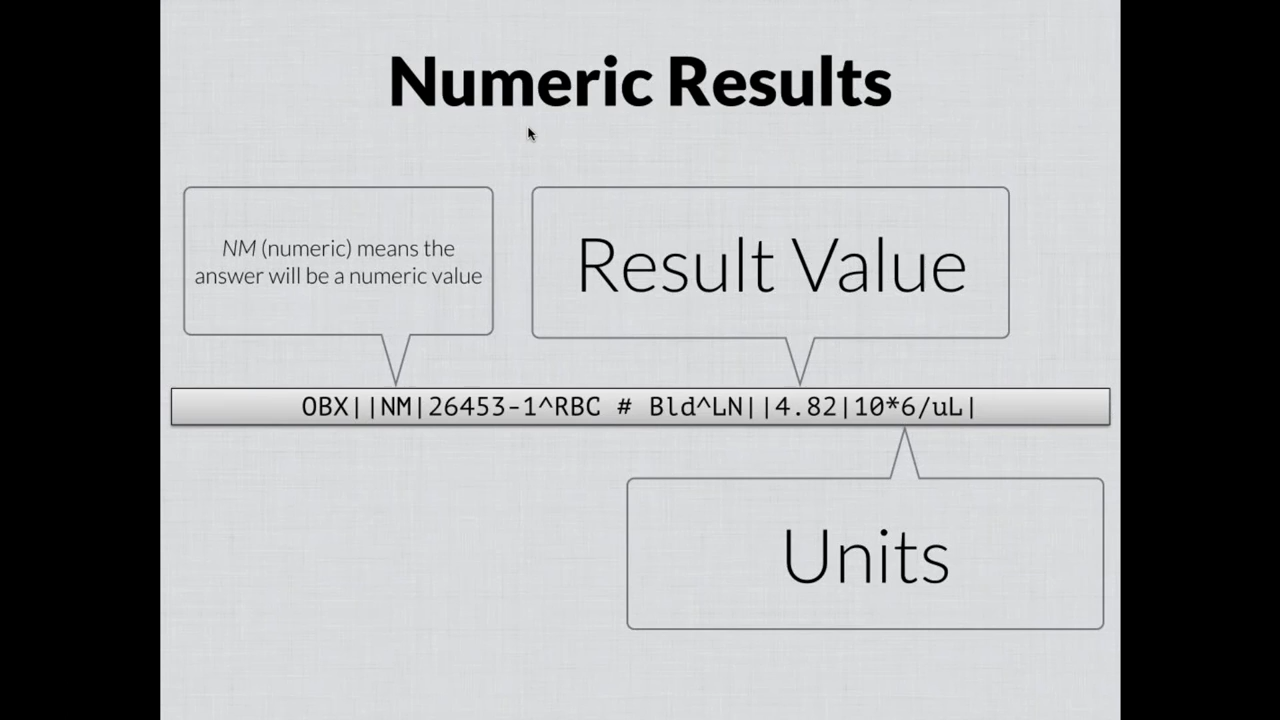 Numeric Results
NM (numeric) means the
answer will be a numeric value
Result Value
OBX||NM|26453-1^RBC # Bld^LN||4.82|10*6/uL|
Units